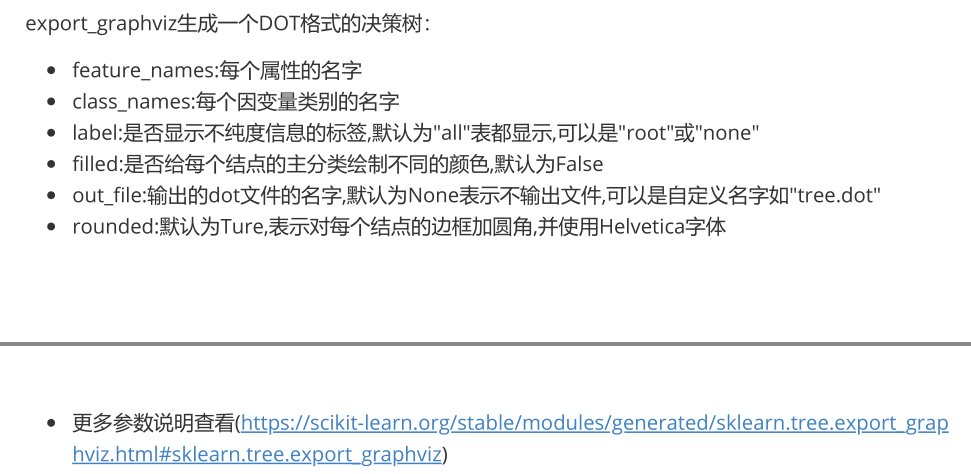 export_graphviz生成一个DOT格式的决策树：
• feature_names:每个属性的名字
• class_names:每个因变量类别的名字
• label:是否显示不纯度信息的标签,默认为"all"表都显示,可以是"root"或"none"
• filled:是否给每个结点的主分类绘制不同的颜色,默认为False
• out_file:输出的dot文件的名字,默认为None表示不输出文件,可以是自定义名字如"tree.dot"
• rounded:默认为Ture,表示对每个结点的边框加圆角,并使用Helvetica字体
• 更多参数说明查看(https://scikit-learn.org/stable/modules/generated/sklearn.tree.export_grap
hviz.html#sklearn.tree.export_graphviz)